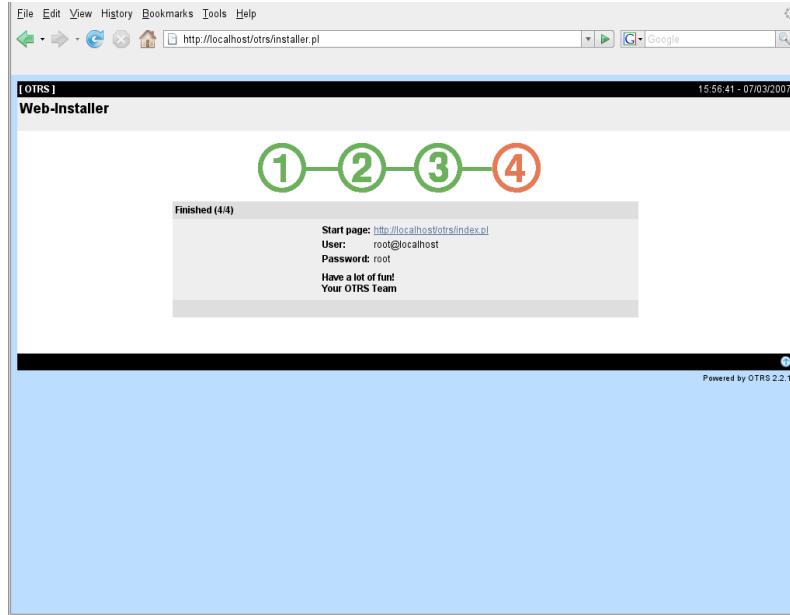 File Edit View History Bookmarks Tools Help
http://localhost/otrs/installer.pl G Google
[ OTRS ] 15:56:41 - 07/03/2007
Web-Installer
1 2 3 4
Finished (4/4)
Start page: http://localhost/otrs/index.pl
User: root@localhost
Password: root
Have a lot of fun!
Your OTRS Team
Powered by OTRS 2.2.1